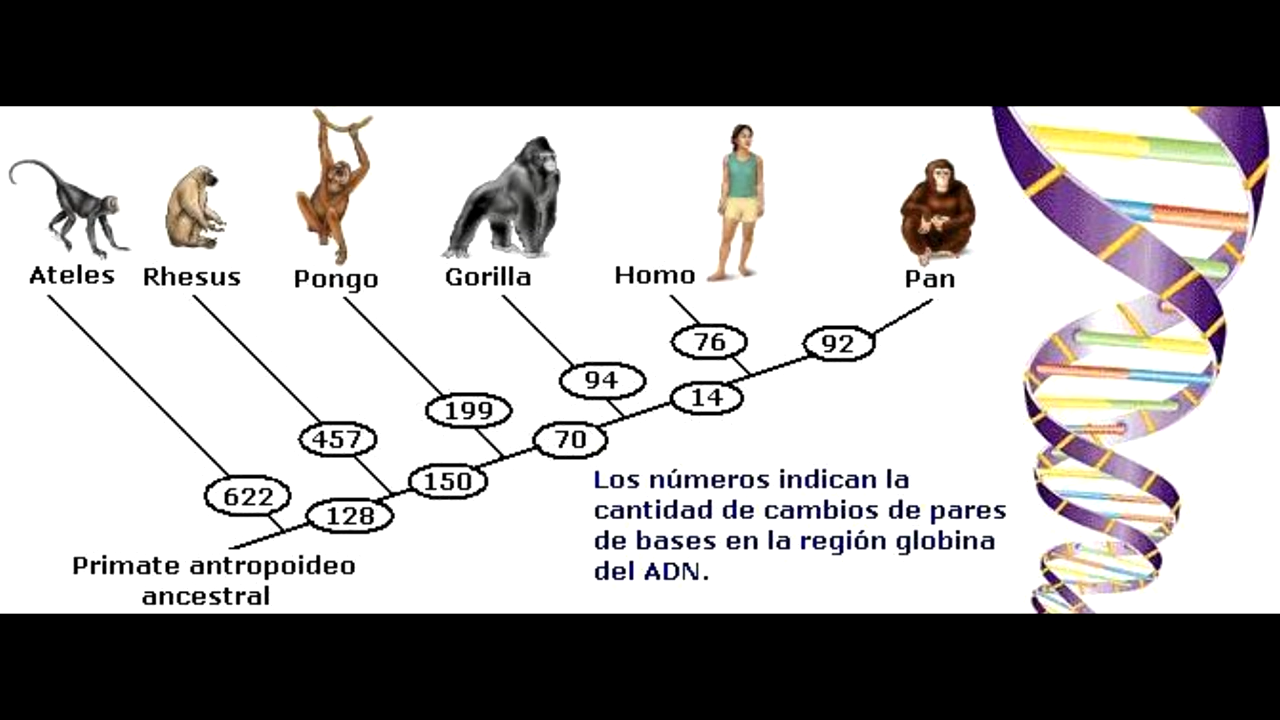 Ateles
Rhesus
Pongo
Gorilla
Homo
Pan
76
92
94
14
199
70
457
150
622
128
Los números indican la
cantidad de cambios de pares
de bases en la región globina
del ADN.
Primate antropoideo
ancestral